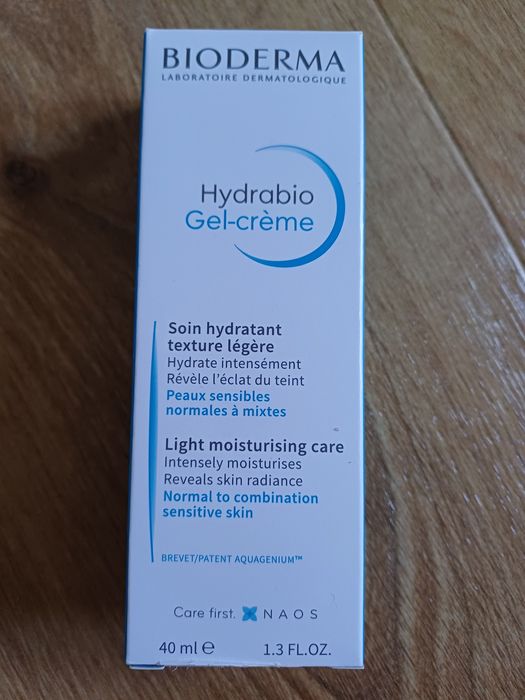 BIODERMA
LABORATOIRE DERMATOLOGIQUE
Hydrabio
Gel-crème
Soin hydratant
texture légère
Hydrate intensément
Révèle l'éclat du teint
Peaux sensibles
normales à mixtes
Light moisturising care
Intensely moisturises
Reveals skin radiance
Normal to combination
sensitive skin
BREVET/PATENT AQUAGENIUM™
Care first. NAOS
40 ml ℮ 1.3 FL.OZ.